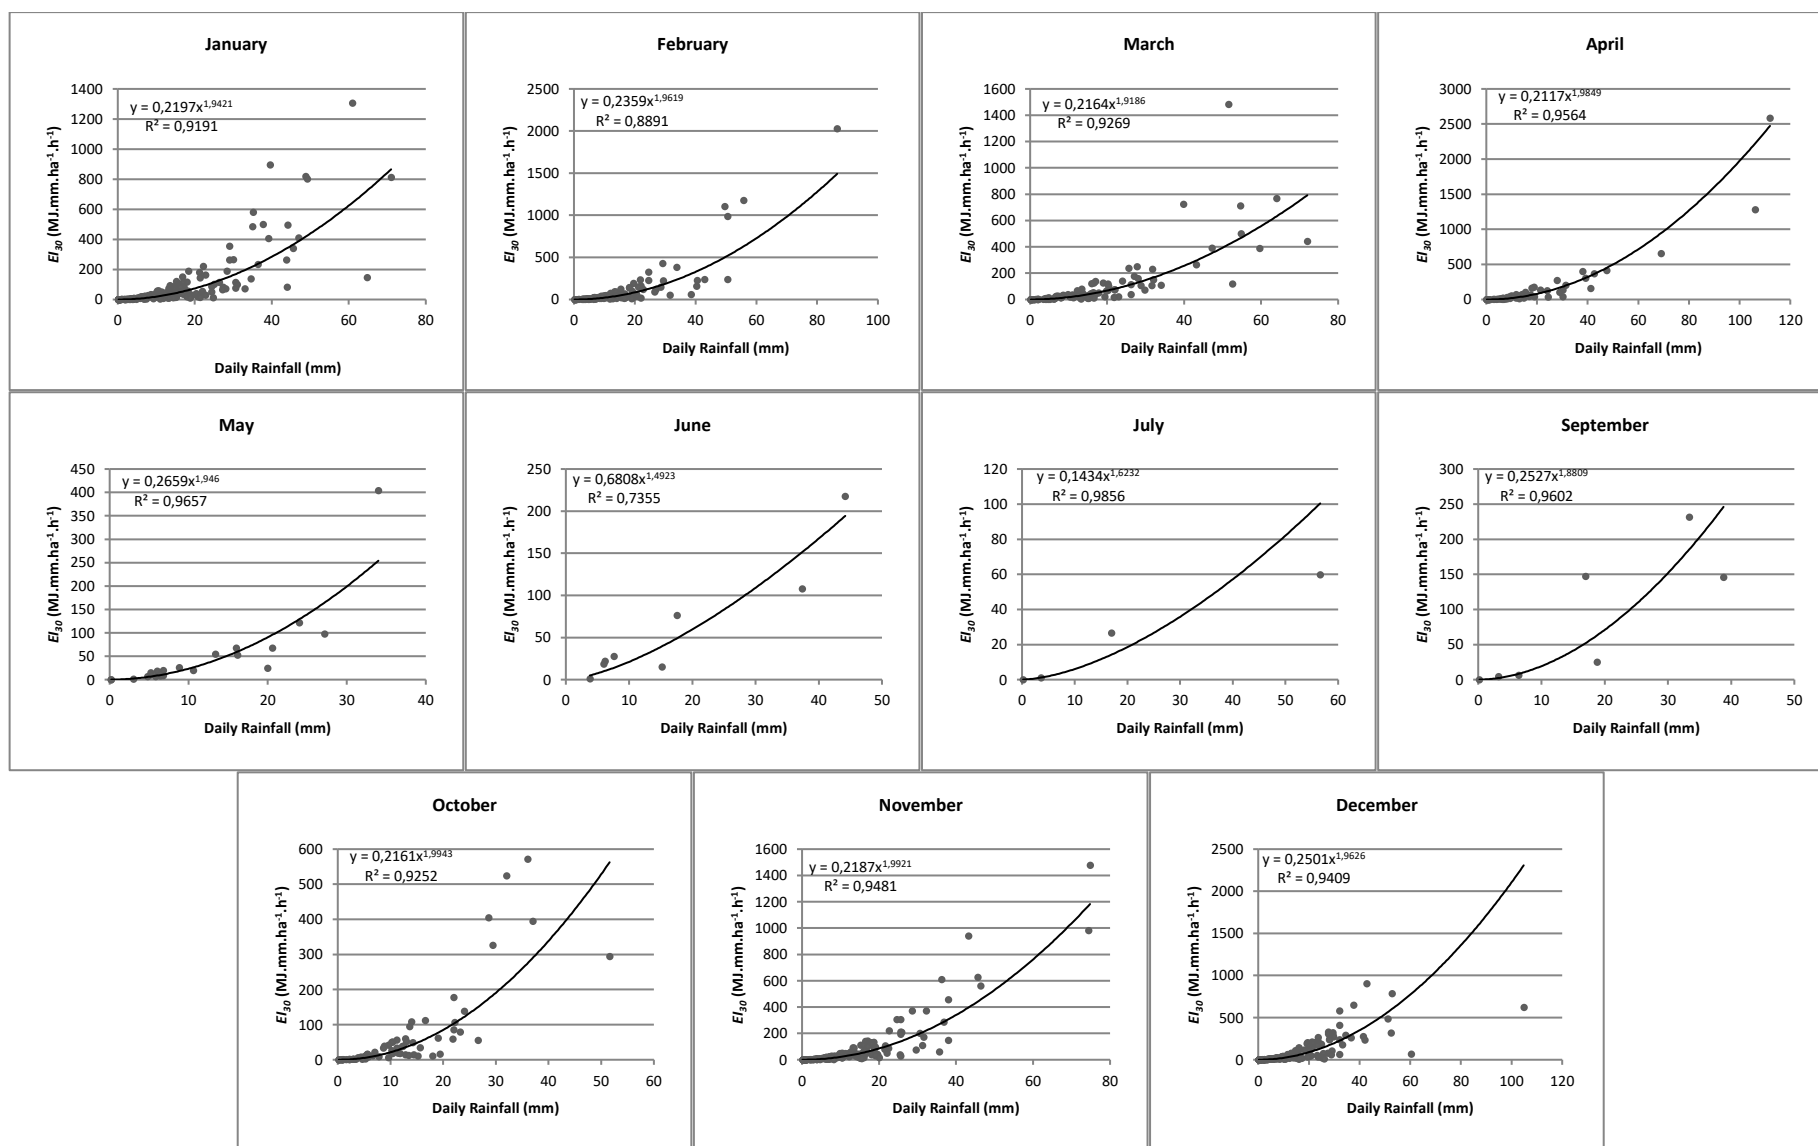 January
y = 0,2197x^1,9421
R² = 0,9191
EI30 (MJ.mm.ha-1.h-1)
1400
1200
1000
800
600
400
200
0
0 20 40 60 80
Daily Rainfall (mm)
February
y = 0,2359x^1,9619
R² = 0,8891
EI30 (MJ.mm.ha-1.h-1)
2500
2000
1500
1000
500
0
0 20 40 60 80 100
Daily Rainfall (mm)
March
y = 0,2164x^1,9186
R² = 0,9269
EI30 (MJ.mm.ha-1.h-1)
1600
1400
1200
1000
800
600
400
200
0
0 20 40 60 80
Daily Rainfall (mm)
April
y = 0,2117x^1,9849
R² = 0,9564
EI30 (MJ.mm.ha-1.h-1)
3000
2500
2000
1500
1000
500
0
0 20 40 60 80 100 120
Daily Rainfall (mm)
May
y = 0,2659x^1,946
R² = 0,9657
EI30 (MJ.mm.ha-1.h-1)
450
400
350
300
250
200
150
100
50
0
0 10 20 30 40
Daily Rainfall (mm)
June
y = 0,6808x^1,4923
R² = 0,7355
EI30 (MJ.mm.ha-1.h-1)
250
200
150
100
50
0
0 10 20 30 40 50
Daily Rainfall (mm)
July
y = 0,1434x^1,6232
R² = 0,9856
EI30 (MJ.mm.ha-1.h-1)
120
100
80
60
40
20
0
0 10 20 30 40 50 60
Daily Rainfall (mm)
September
y = 0,2527x^1,8809
R² = 0,9602
EI30 (MJ.mm.ha-1.h-1)
300
250
200
150
100
50
0
0 10 20 30 40 50
Daily Rainfall (mm)
October
y = 0,2161x^1,9943
R² = 0,9252
EI30 (MJ.mm.ha-1.h-1)
600
500
400
300
200
100
0
0 10 20 30 40 50 60
Daily Rainfall (mm)
November
y = 0,2187x^1,9921
R² = 0,9481
EI30 (MJ.mm.ha-1.h-1)
1600
1400
1200
1000
800
600
400
200
0
0 20 40 60 80
Daily Rainfall (mm)
December
y = 0,2501x^1,9626
R² = 0,9409
EI30 (MJ.mm.ha-1.h-1)
2500
2000
1500
1000
500
0
0 20 40 60 80 100 120
Daily Rainfall (mm)